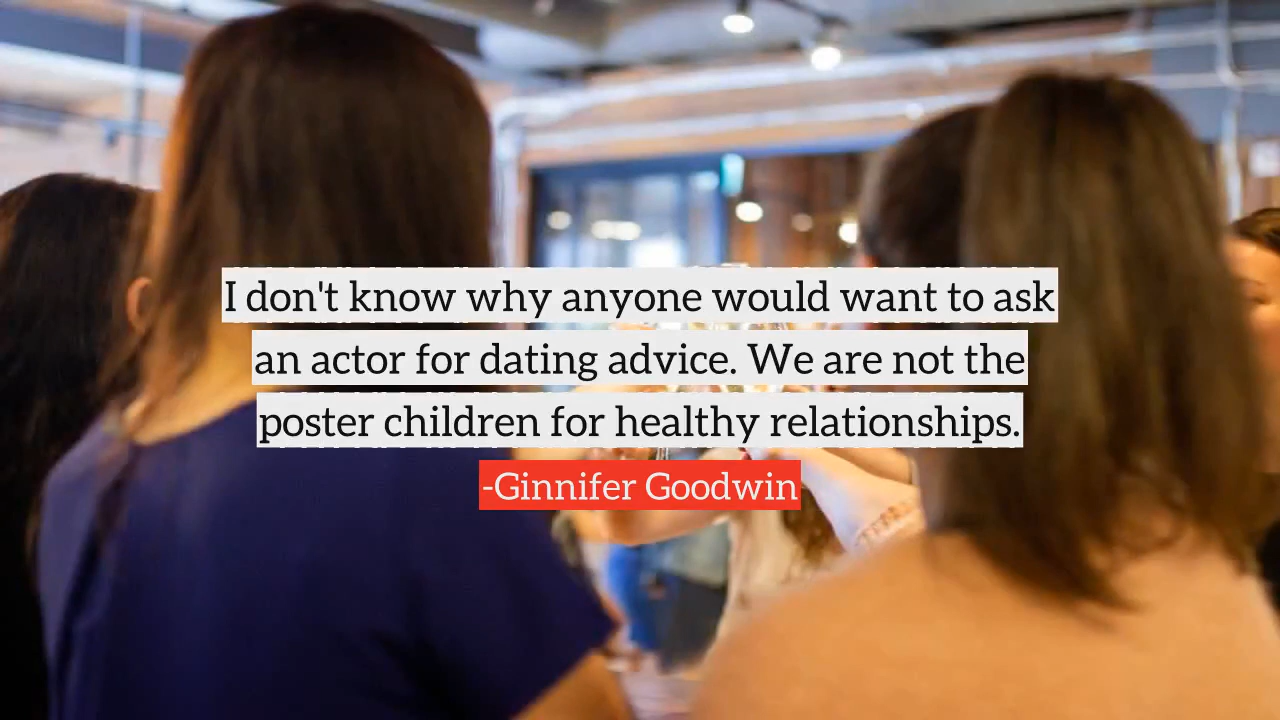 I don't know why anyone would want to ask
an actor for dating advice. We are not the
poster children for healthy relationships.
-Ginnifer Goodwin